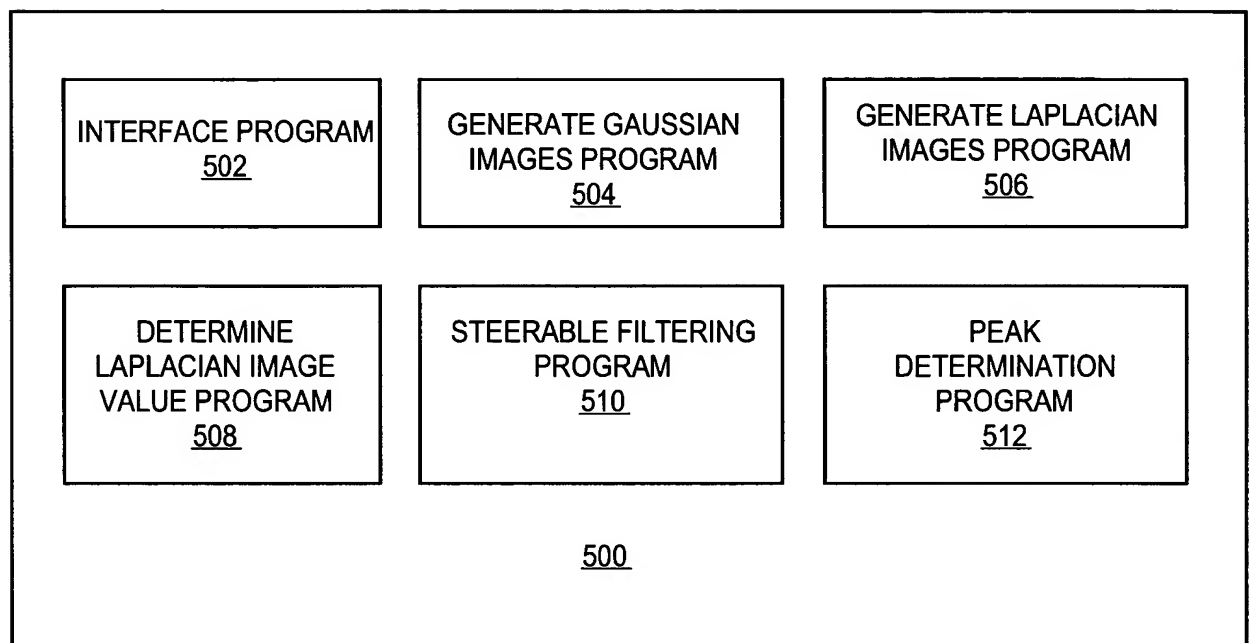 INTERFACE PROGRAM
502
GENERATE GAUSSIAN
IMAGES PROGRAM
504
GENERATE LAPLACIAN
IMAGES PROGRAM
506
DETERMINE
LAPLACIAN IMAGE
VALUE PROGRAM
508
STEERABLE FILTERING
PROGRAM
510
PEAK
DETERMINATION
PROGRAM
512
500